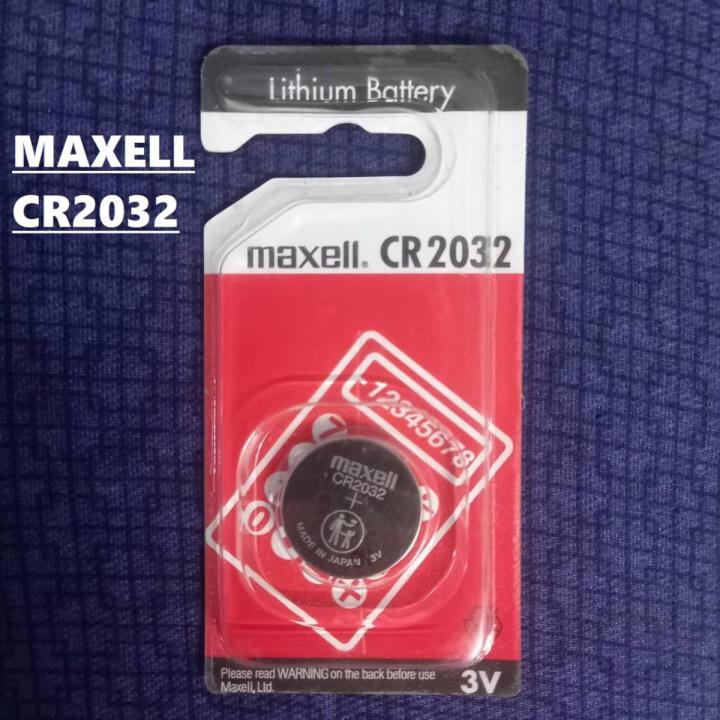 Lithium Battery
MAXELL
CR2032
maxell. CR2032
-12345678
maxell
CR2032
+
MADE IN JAPAN 3V
Please read WARNING on the back before use
Maxell, Ltd.
3V